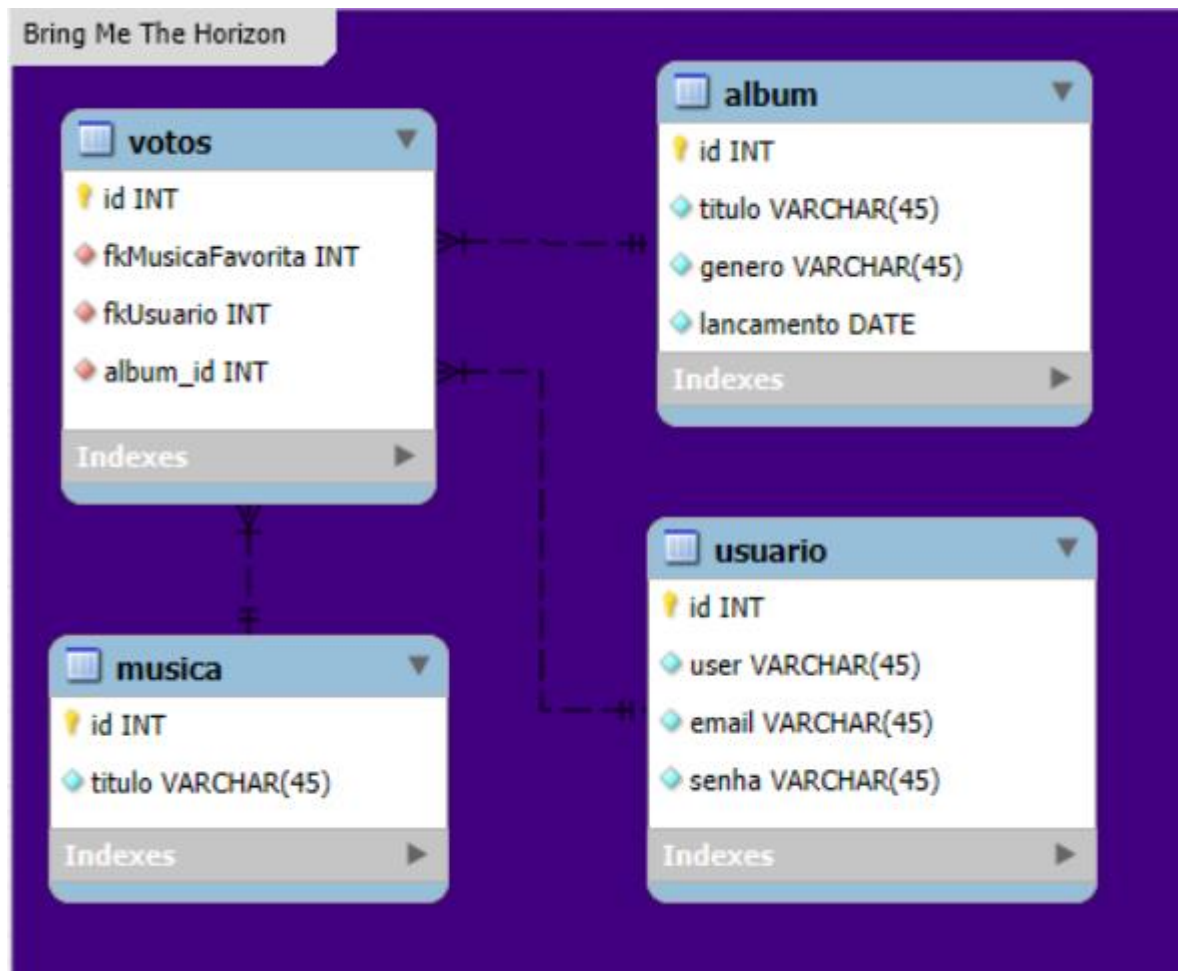 Bring Me The Horizon
votos
id INT
fkMusicaFavorita INT
fkUsuario INT
album_id INT
Indexes
album
id INT
titulo VARCHAR(45)
genero VARCHAR(45)
lancamento DATE
Indexes
musica
id INT
titulo VARCHAR(45)
Indexes
usuario
id INT
user VARCHAR(45)
email VARCHAR(45)
senha VARCHAR(45)
Indexes